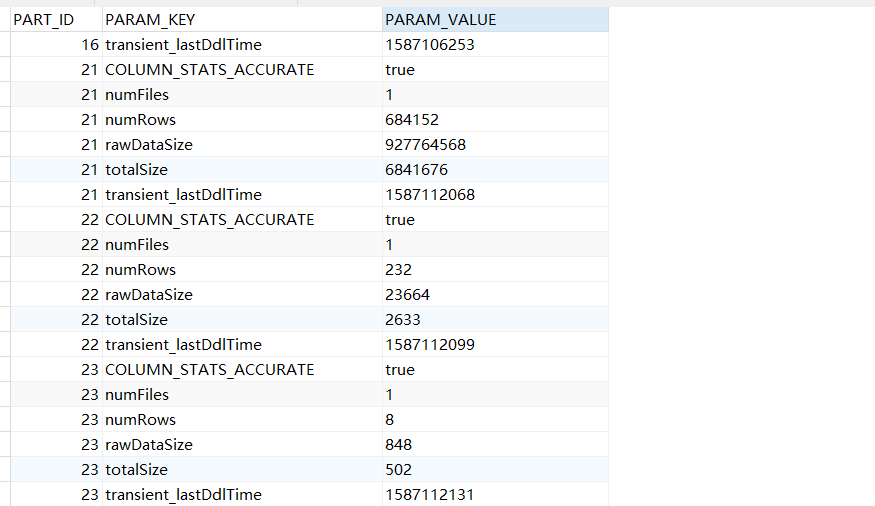 PART_ID PARAM_KEY PARAM_VALUE
16 transient_lastDdlTime 1587106253
21 COLUMN_STATS_ACCURATE true
21 numFiles 1
21 numRows 684152
21 rawDataSize 927764568
21 totalSize 6841676
21 transient_lastDdlTime 1587112068
22 COLUMN_STATS_ACCURATE true
22 numFiles 1
22 numRows 232
22 rawDataSize 23664
22 totalSize 2633
22 transient_lastDdlTime 1587112099
23 COLUMN_STATS_ACCURATE true
23 numFiles 1
23 numRows 8
23 rawDataSize 848
23 totalSize 502
23 transient_lastDdlTime 1587112131